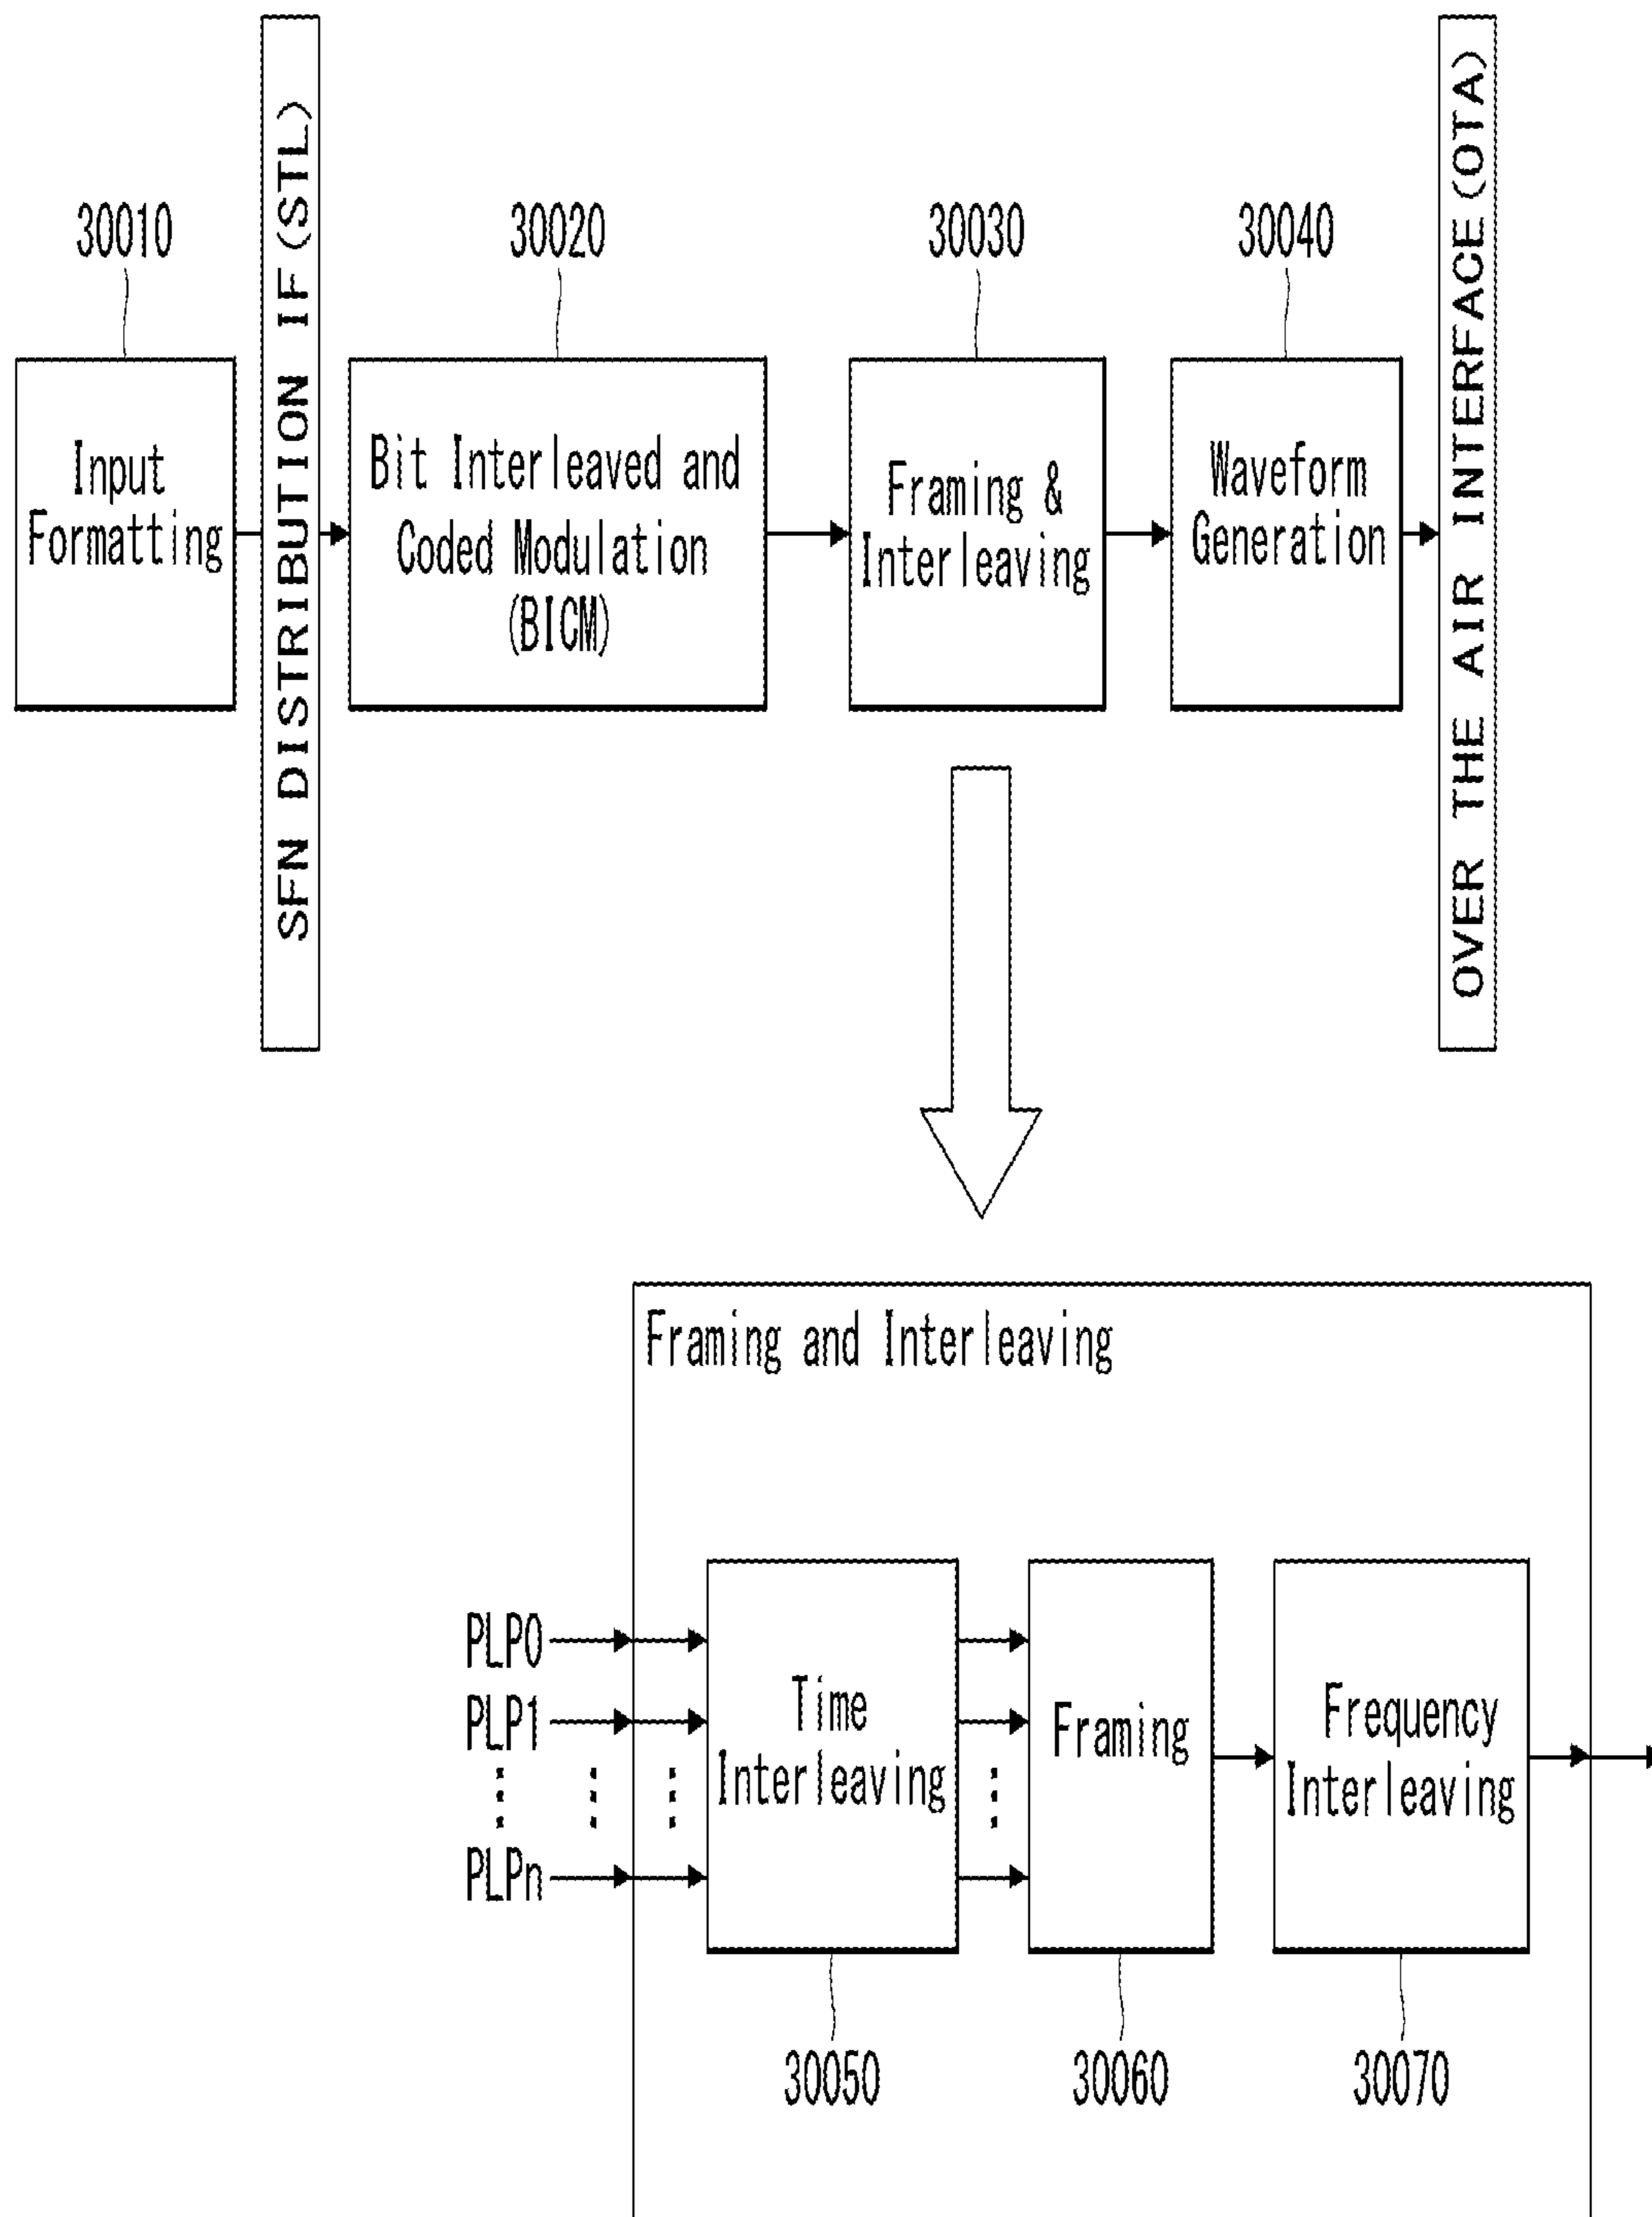 30010
SFN DISTRIBUTION IF(STL)
30020
30030
30040
OVER THE AIR INTERFACE(OTA)
Input
Formatting
Bit Interleaved and
Coded Modulation
(BICM)
Framing &
Interleaving
Waveform
Generation
Framing and Interleaving
PLP0
PLP1
PLPn
Time
Interleaving
Framing
Frequency
Interleaving
30050
30060
30070